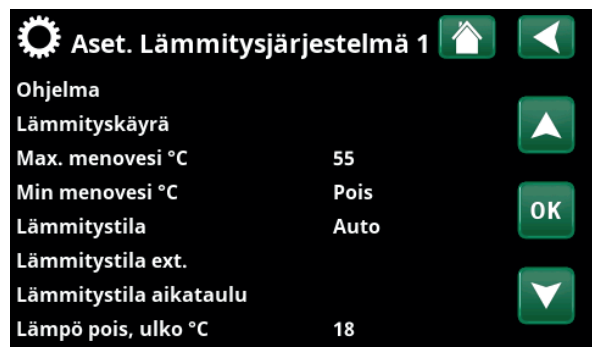 Aset. Lämmitysjärjestelmä 1
Ohjelma
Lämmityskäyrä
Max. menovesi °C 55
Min menovesi °C Pois
Lämmitystila Auto
OK
Lämmitystila ext.
Lämmitystila aikataulu
Lämpö pois, ulko °C 18